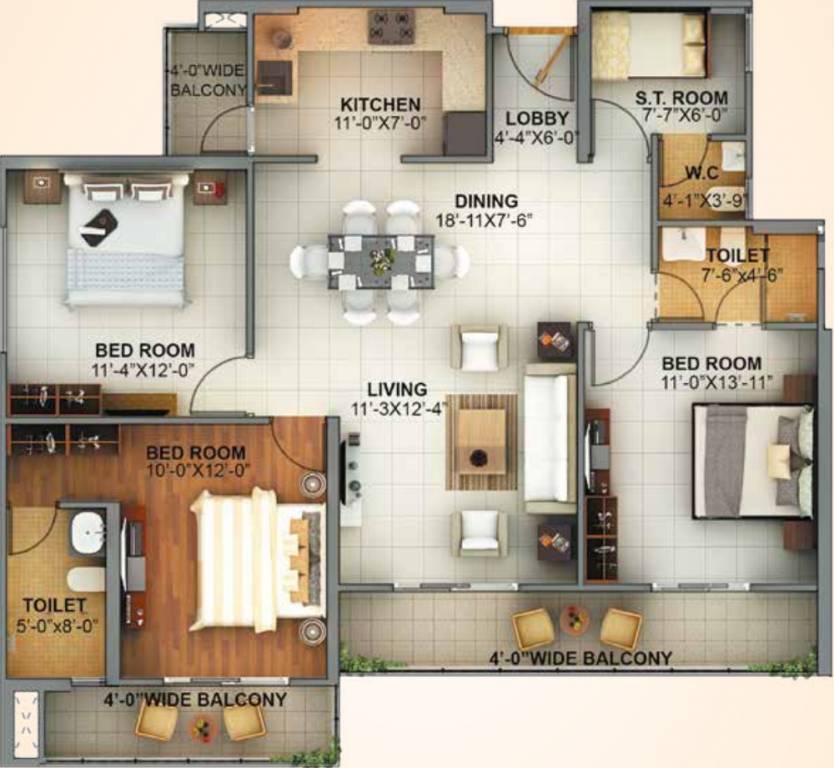 4'-0"WIDE
BALCONY
KITCHEN
11'-0"X7'-0"
LOBBY
4'-4"X6'-0"
S.T. ROOM
7'-7"X6'-0"
W.C
4'-1"X3'-9"
DINING
18'-11X7'-6"
TOILET
7'-6"x4'-6"
BED ROOM
11'-4"X12'-0"
LIVING
11'-3X12'-4"
BED ROOM
11'-0"X13'-11"
BED ROOM
10'-0"X12'-0"
TOILET
5'-0"x8'-0"
4'-0"WIDE BALCONY
4'-0"WIDE BALCONY